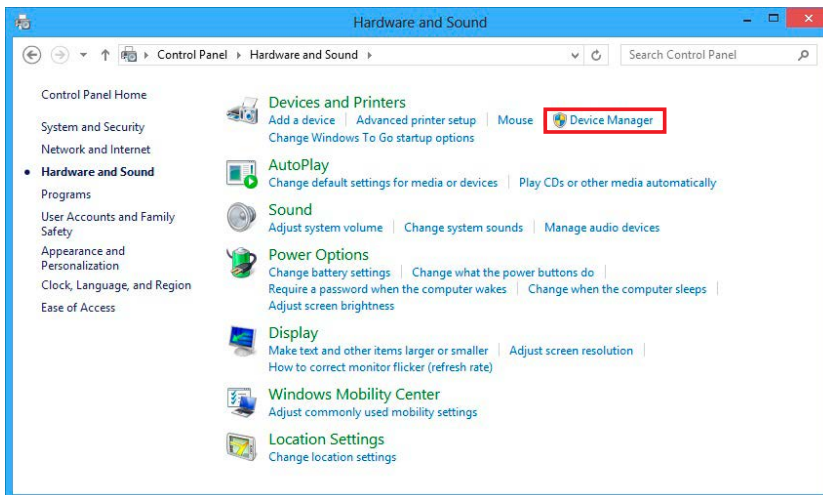 Hardware and Sound
Control Panel Hardware and Sound
Search Control Panel
Control Panel Home
System and Security
Network and Internet
Hardware and Sound
Programs
User Accounts and Family
Safety
Appearance and
Personalization
Clock, Language, and Region
Ease of Access
Devices and Printers
Add a device Advanced printer setup Mouse Device Manager
Change Windows To Go startup options
AutoPlay
Change default settings for media or devices Play CDs or other media automatically
Sound
Adjust system volume Change system sounds Manage audio devices
Power Options
Change battery settings Change what the power buttons do
Require a password when the computer wakes Change when the computer sleeps
Adjust screen brightness
Display
Make text and other items larger or smaller Adjust screen resolution
How to correct monitor flicker (refresh rate)
Windows Mobility Center
Adjust commonly used mobility settings
Location Settings
Change location settings